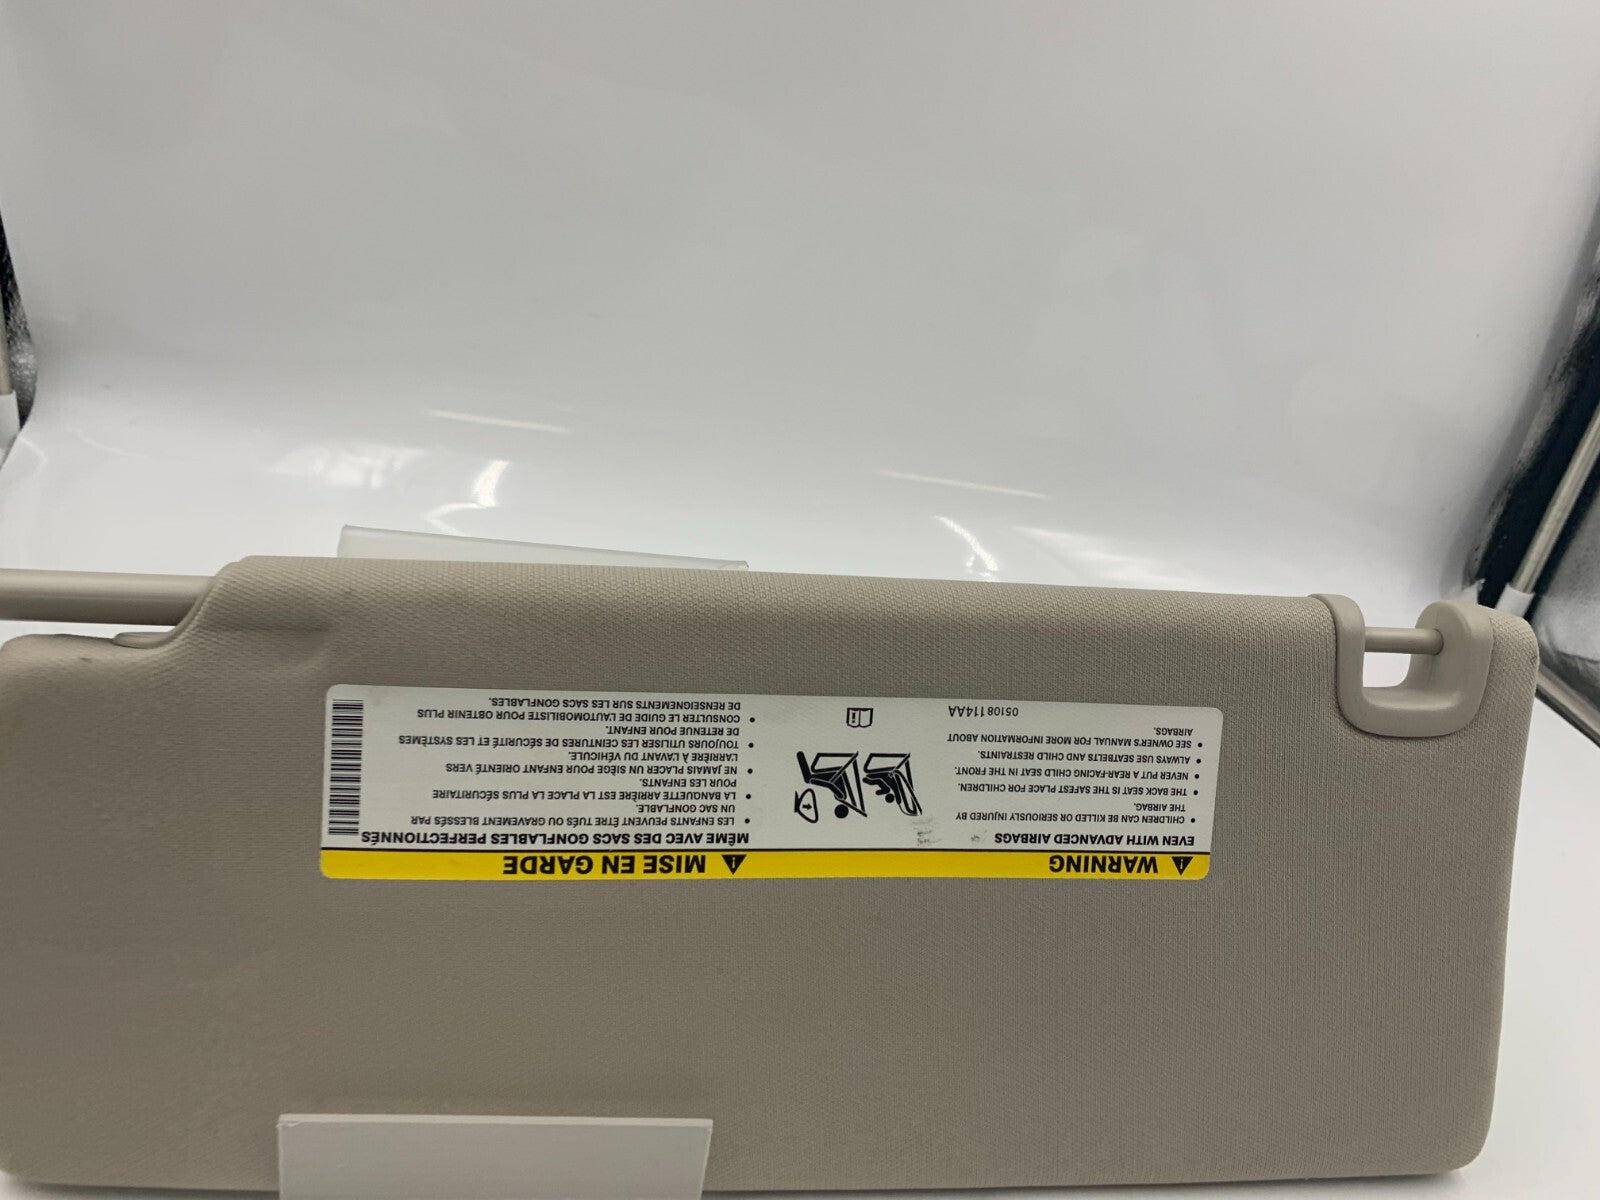 WARNING
EVEN WITH ADVANCED AIRBAGS
• CHILDREN CAN BE KILLED OR SERIOUSLY INJURED BY
THE AIRBAG.
• THE BACK SEAT IS THE SAFEST PLACE FOR CHILDREN.
• NEVER PUT A REAR-FACING CHILD SEAT IN THE FRONT.
• ALWAYS USE SEATBELTS AND CHILD RESTRAINTS.
• SEE OWNER'S MANUAL FOR MORE INFORMATION ABOUT
AIRBAGS.
05108114AA
MISE EN GARDE
MÊME AVEC DES SACS GONFLABLES PERFECTIONNÉS
• LES ENFANTS PEUVENT ÊTRE TUÉS OU GRAVEMENT BLESSÉS PAR
UN SAC GONFLABLE.
• LA BANQUETTE ARRIÈRE EST LA PLACE LA PLUS SÉCURITAIRE
POUR LES ENFANTS.
• NE JAMAIS PLACER UN SIÈGE POUR ENFANT ORIENTÉ VERS
L'ARRIÈRE À L'AVANT DU VÉHICULE.
• TOUJOURS UTILISER LES CEINTURES DE SÉCURITÉ ET LES SYSTÈMES
DE RETENUE POUR ENFANT.
• CONSULTER LE GUIDE DE L'AUTOMOBILISTE POUR OBTENIR PLUS
DE RENSEIGNEMENTS SUR LES SACS GONFLABLES.